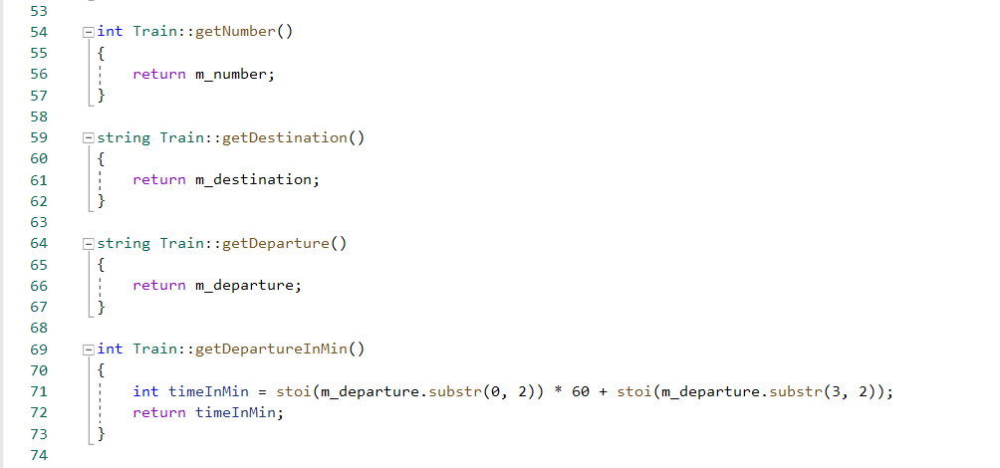 53
54 int Train::getNumber()
55 {
56 return m_number;
57 }
58
59 string Train::getDestination()
60 {
61 return m_destination;
62 }
63
64 string Train::getDeparture()
65 {
66 return m_departure;
67 }
68
69 int Train::getDepartureInMin()
70 {
71 int timeInMin = stoi(m_departure.substr(0, 2)) * 60 + stoi(m_departure.substr(3, 2));
72 return timeInMin;
73 }
74